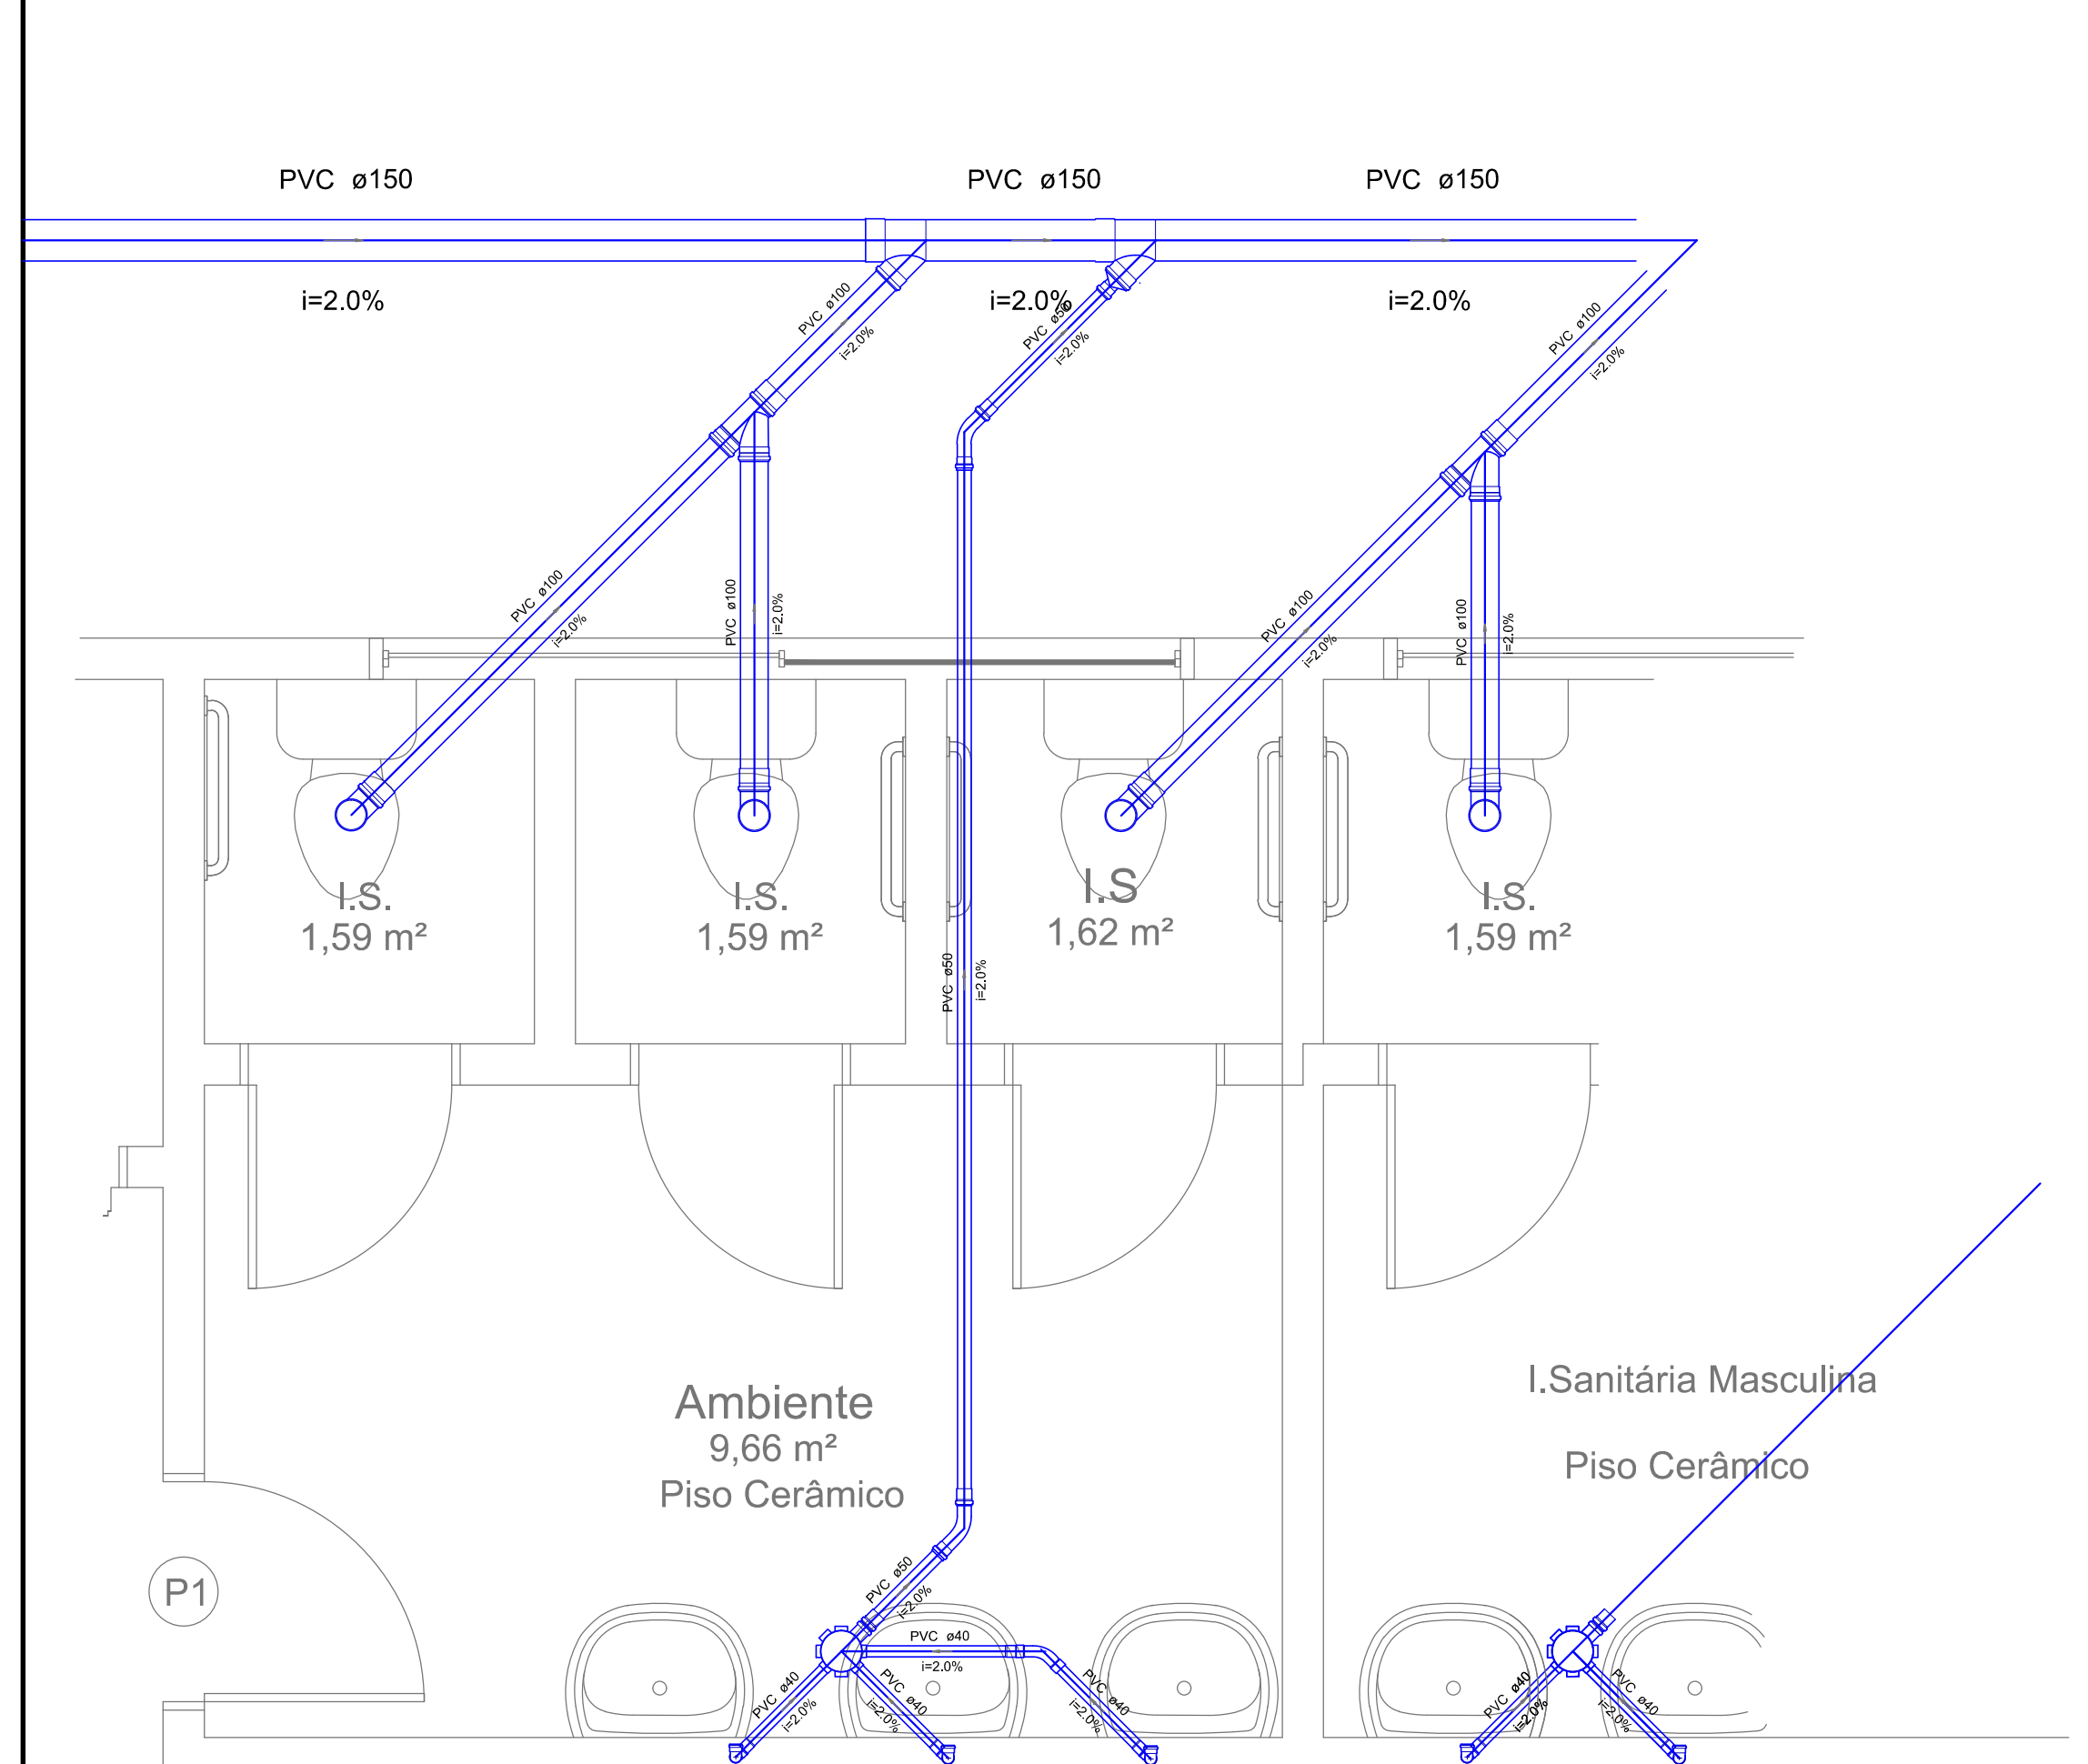 PVC ø150
PVC ø150
PVC ø150
i=2.0%
i=2.0%
i=2.0%
PVC ø100
i=2.0%
PVC ø50
i=2.0%
PVC ø100
i=2.0%
PVC ø100
i=2.0%
PVC ø100
i=2.0%
PVC ø100
i=2.0%
PVC ø100
i=2.0%
I.S.
1,59 m²
I.S.
1,59 m²
I.S
1,62 m²
I.S.
1,59 m²
PVC ø50
i=2.0%
Ambiente
9,66 m²
Piso Cerâmico
I.Sanitária Masculina
Piso Cerâmico
P1
PVC ø50
i=2.0%
PVC ø40
i=2.0%
PVC ø40
i=2.0%
PVC ø40
i=2.0%
PVC ø40
i=2.0%
PVC ø40
i=2.0%
PVC ø40
i=2.0%